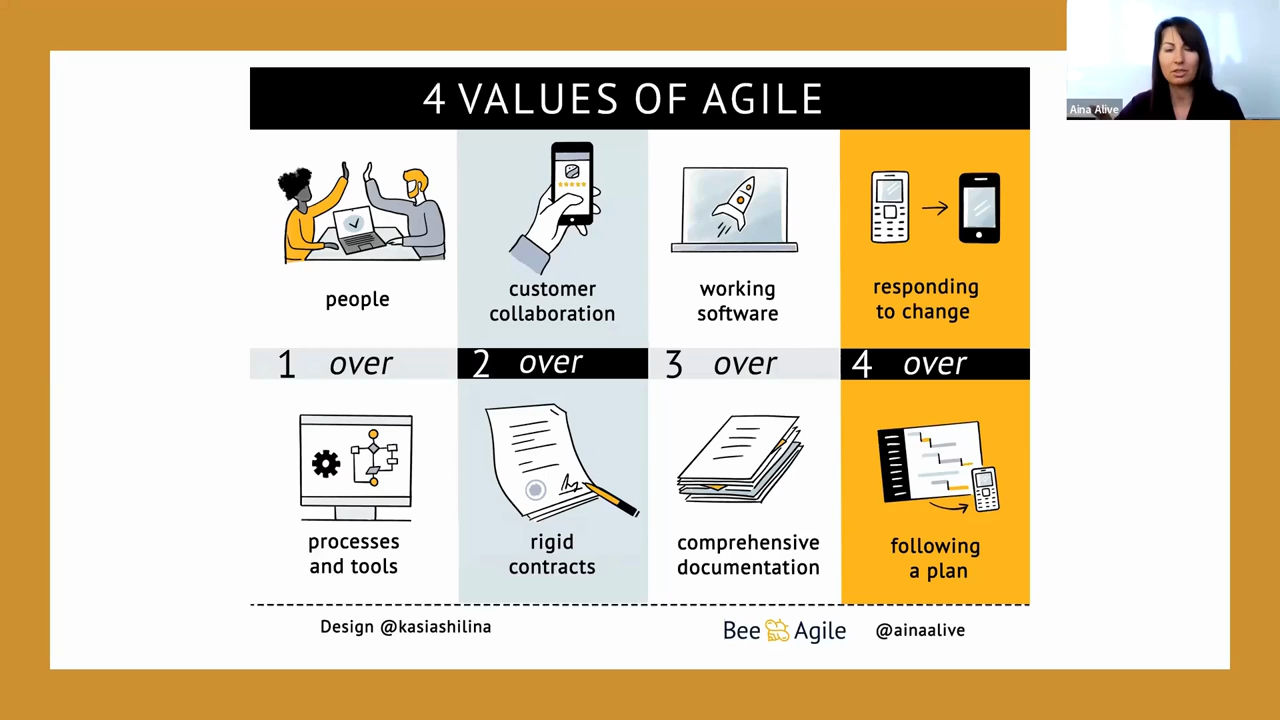 Aina Alive
4 VALUES OF AGILE
people
customer
collaboration
working
software
responding
to change
1 over
2 over
3 over
4 over
processes
and tools
rigid
contracts
comprehensive
documentation
following
a plan
Design @kasiashilina
Bee Agile
@ainaalive